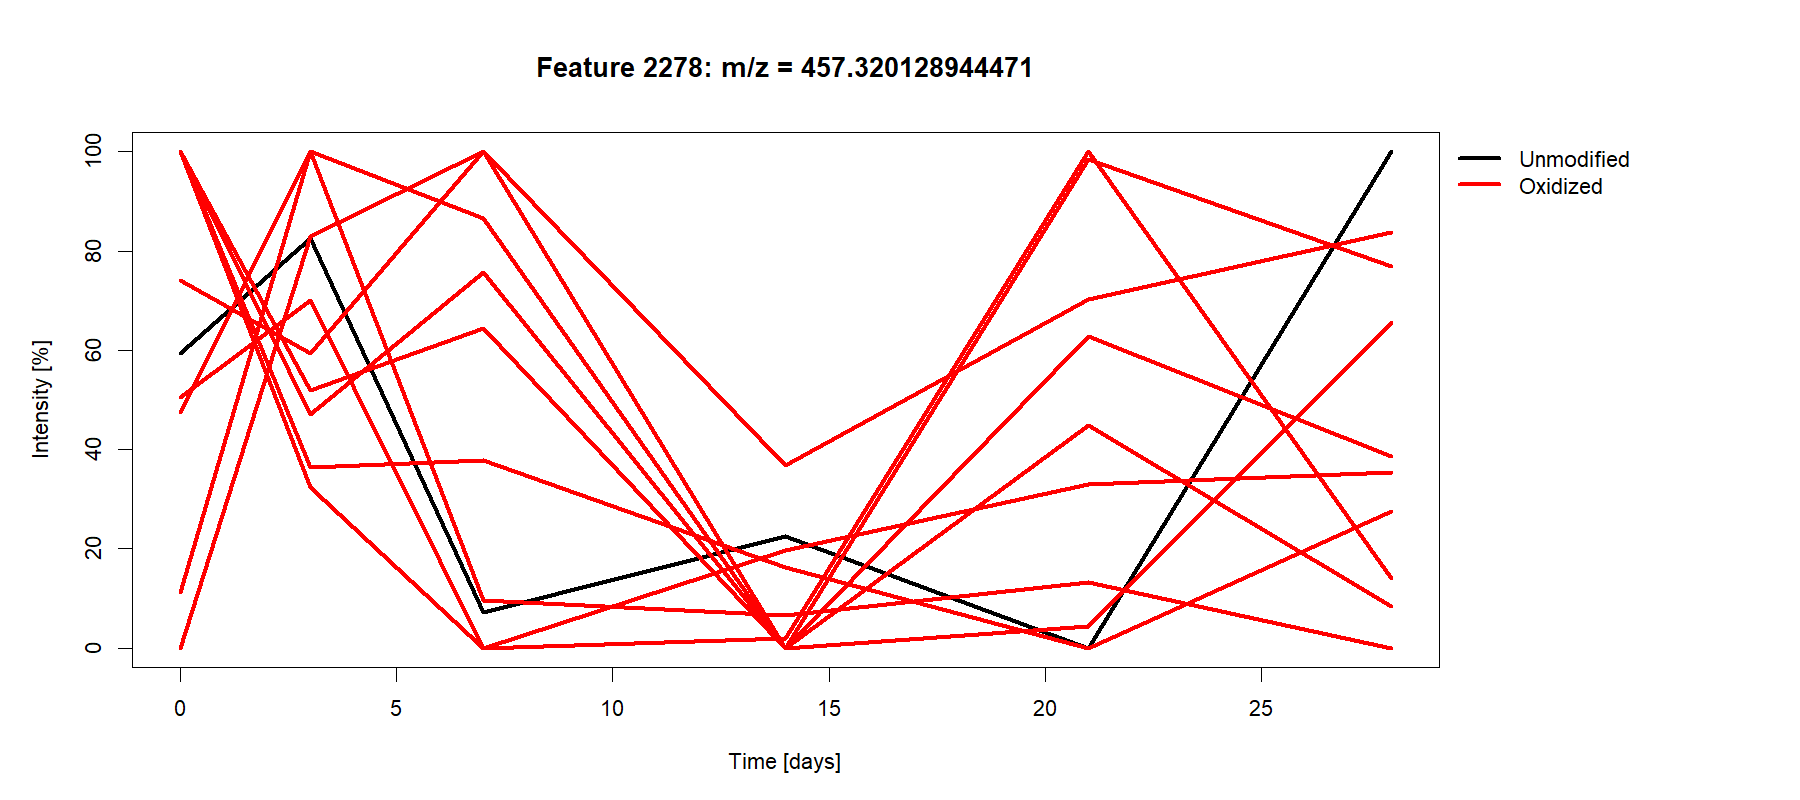 Feature 2278: m/z = 457.320128944471
Unmodified
Oxidized
Intensity [%]
100
80
60
40
20
0
0 5 10 15 20 25
Time [days]